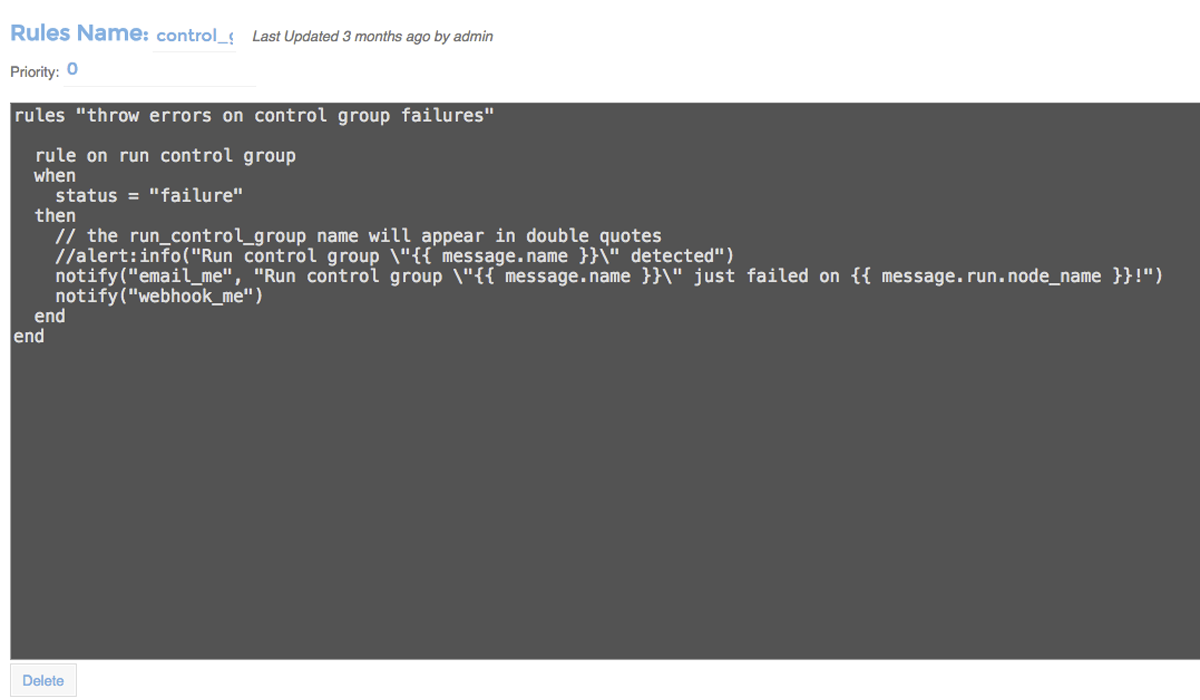 Rules Name: control_g Last Updated 3 months ago by admin
Priority: 0
rules "throw errors on control group failures"
rule on run control group
when
status = "failure"
then
// the run_control_group name will appear in double quotes
//alert:info("Run control group \"{{ message.name }}\" detected")
notify("email_me", "Run control group \"{{ message.name }}\" just failed on {{ message.run.node_name }}!")
notify("webhook_me")
end
end
Delete